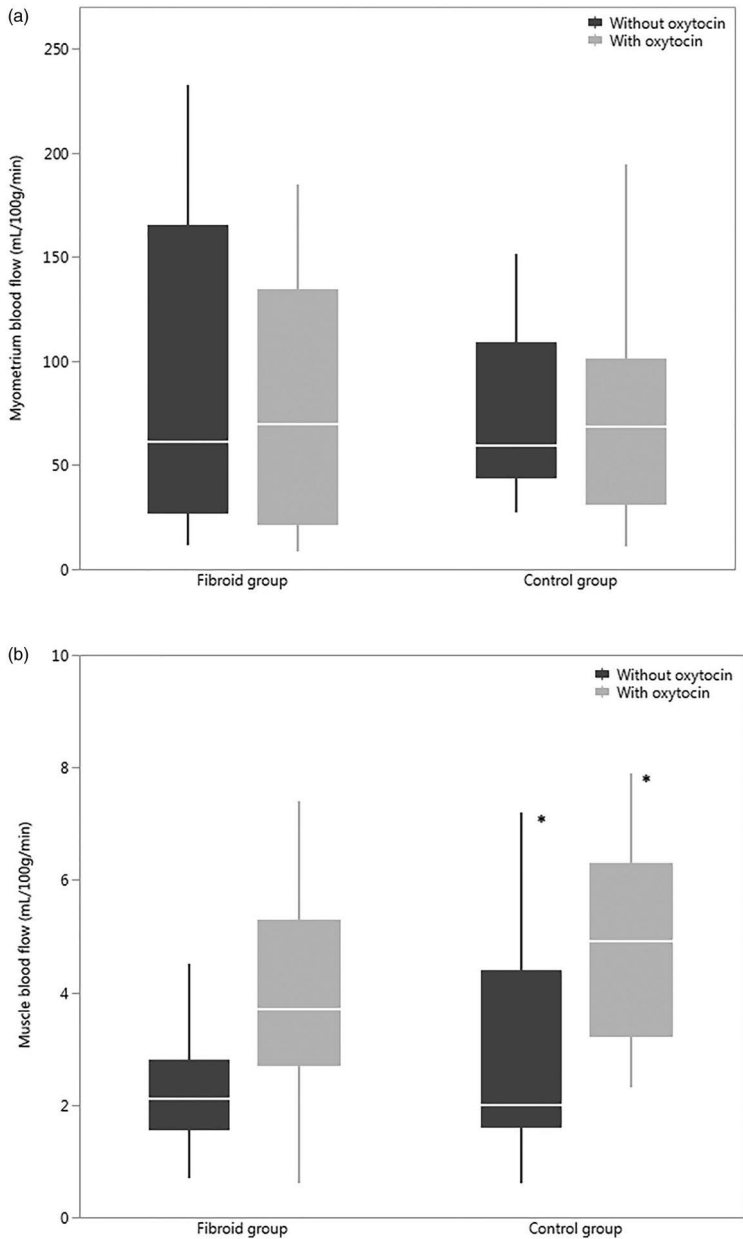 (a)
Without oxytocin
With oxytocin
Myometrium blood flow (mL/100g/min)
250
200
150
100
50
0
Fibroid group
Control group
(b)
Without oxytocin
With oxytocin
Muscle blood flow (mL/100g/min)
10
8
6
4
2
0
*
*
Fibroid group
Control group